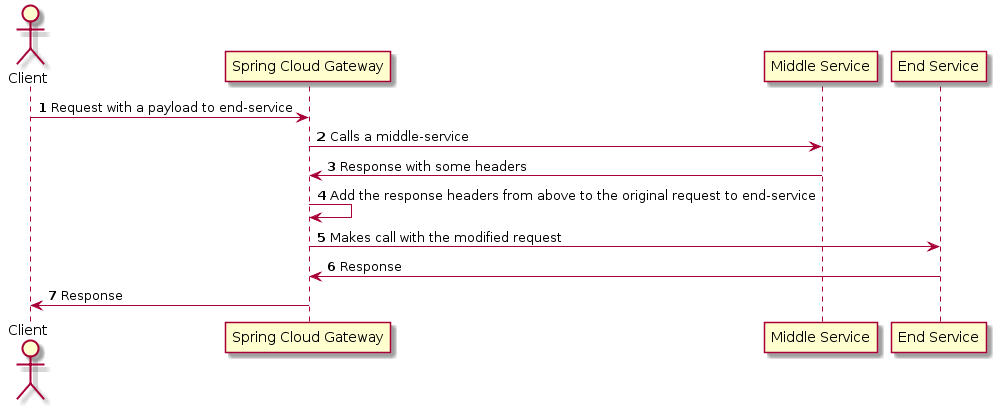 Client
Spring Cloud Gateway
Middle Service
End Service
1 Request with a payload to end-service
2 Calls a middle-service
3 Response with some headers
4 Add the response headers from above to the original request to end-service
5 Makes call with the modified request
6 Response
7 Response
Client
Spring Cloud Gateway
Middle Service
End Service